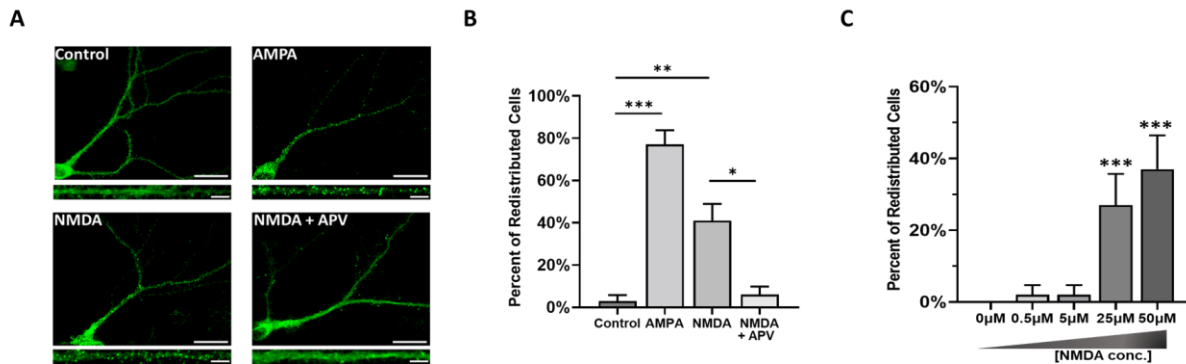 A
Control
AMPA
NMDA
NMDA + APV
B
Percent of Redistributed Cells
100%
80%
60%
40%
20%
0%
**
***
*
Control AMPA NMDA NMDA
+ APV
C
Percent of Redistributed Cells
60%
40%
20%
0%
***
***
0µM 0.5µM 5µM 25µM 50µM
[NMDA conc.]